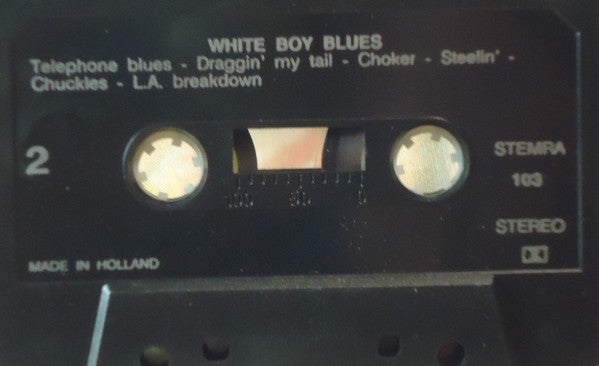 WHITE BOY BLUES
Telephone blues - Draggin' my tail - Choker - Steelin' -
Chuckles - L.A. breakdown
2
STEMRA
103
100 50 0
STEREO
MADE IN HOLLAND